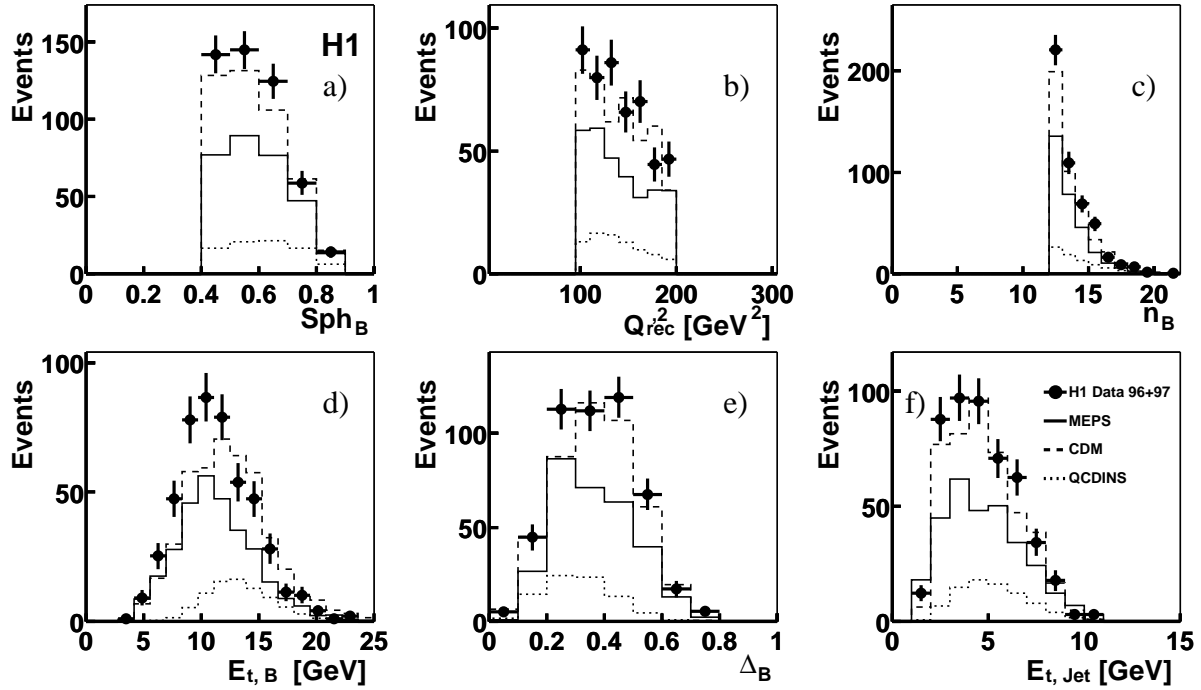 Events
150
100
50
0
H1
a)
0 0.2 0.4 0.6 0.8 1
Sph_B
Events
100
50
0
b)
100 200 300
Q'^2_rec [GeV^2]
Events
200
100
0
c)
0 5 10 15 20
n_B
Events
100
50
0
d)
0 5 10 15 20 25
E_t, B [GeV]
Events
100
50
0
e)
0 0.2 0.4 0.6 0.8 1
Δ_B
Events
100
50
0
f)
H1 Data 96+97
MEPS
CDM
QCDINS
0 5 10 15
E_t, Jet [GeV]